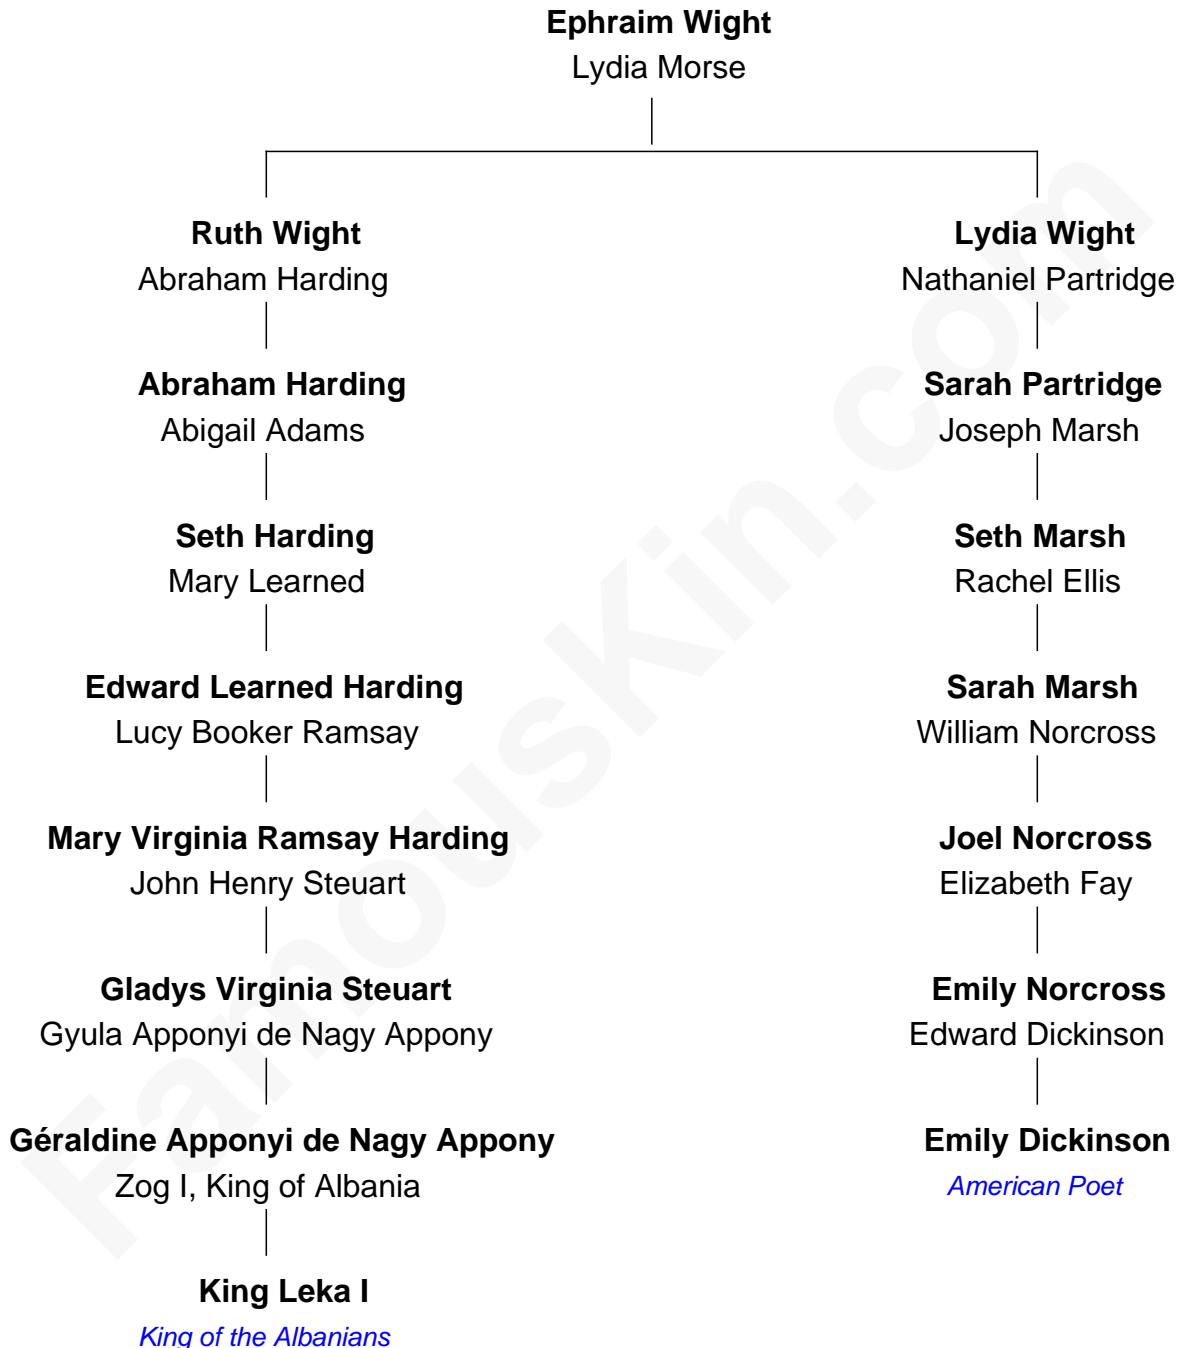 Ephraim Wight
Lydia Morse
Ruth Wight
Abraham Harding
Lydia Wight
Nathaniel Partridge
Abraham Harding
Abigail Adams
Sarah Partridge
Joseph Marsh
Seth Harding
Mary Learned
Seth Marsh
Rachel Ellis
Edward Learned Harding
Lucy Booker Ramsay
Sarah Marsh
William Norcross
Mary Virginia Ramsay Harding
John Henry Steuart
Joel Norcross
Elizabeth Fay
Gladys Virginia Steuart
Gyula Apponyi de Nagy Appony
Emily Norcross
Edward Dickinson
Géraldine Apponyi de Nagy Appony
Zog I, King of Albania
Emily Dickinson
American Poet
King Leka I
King of the Albanians
FamousKin.com